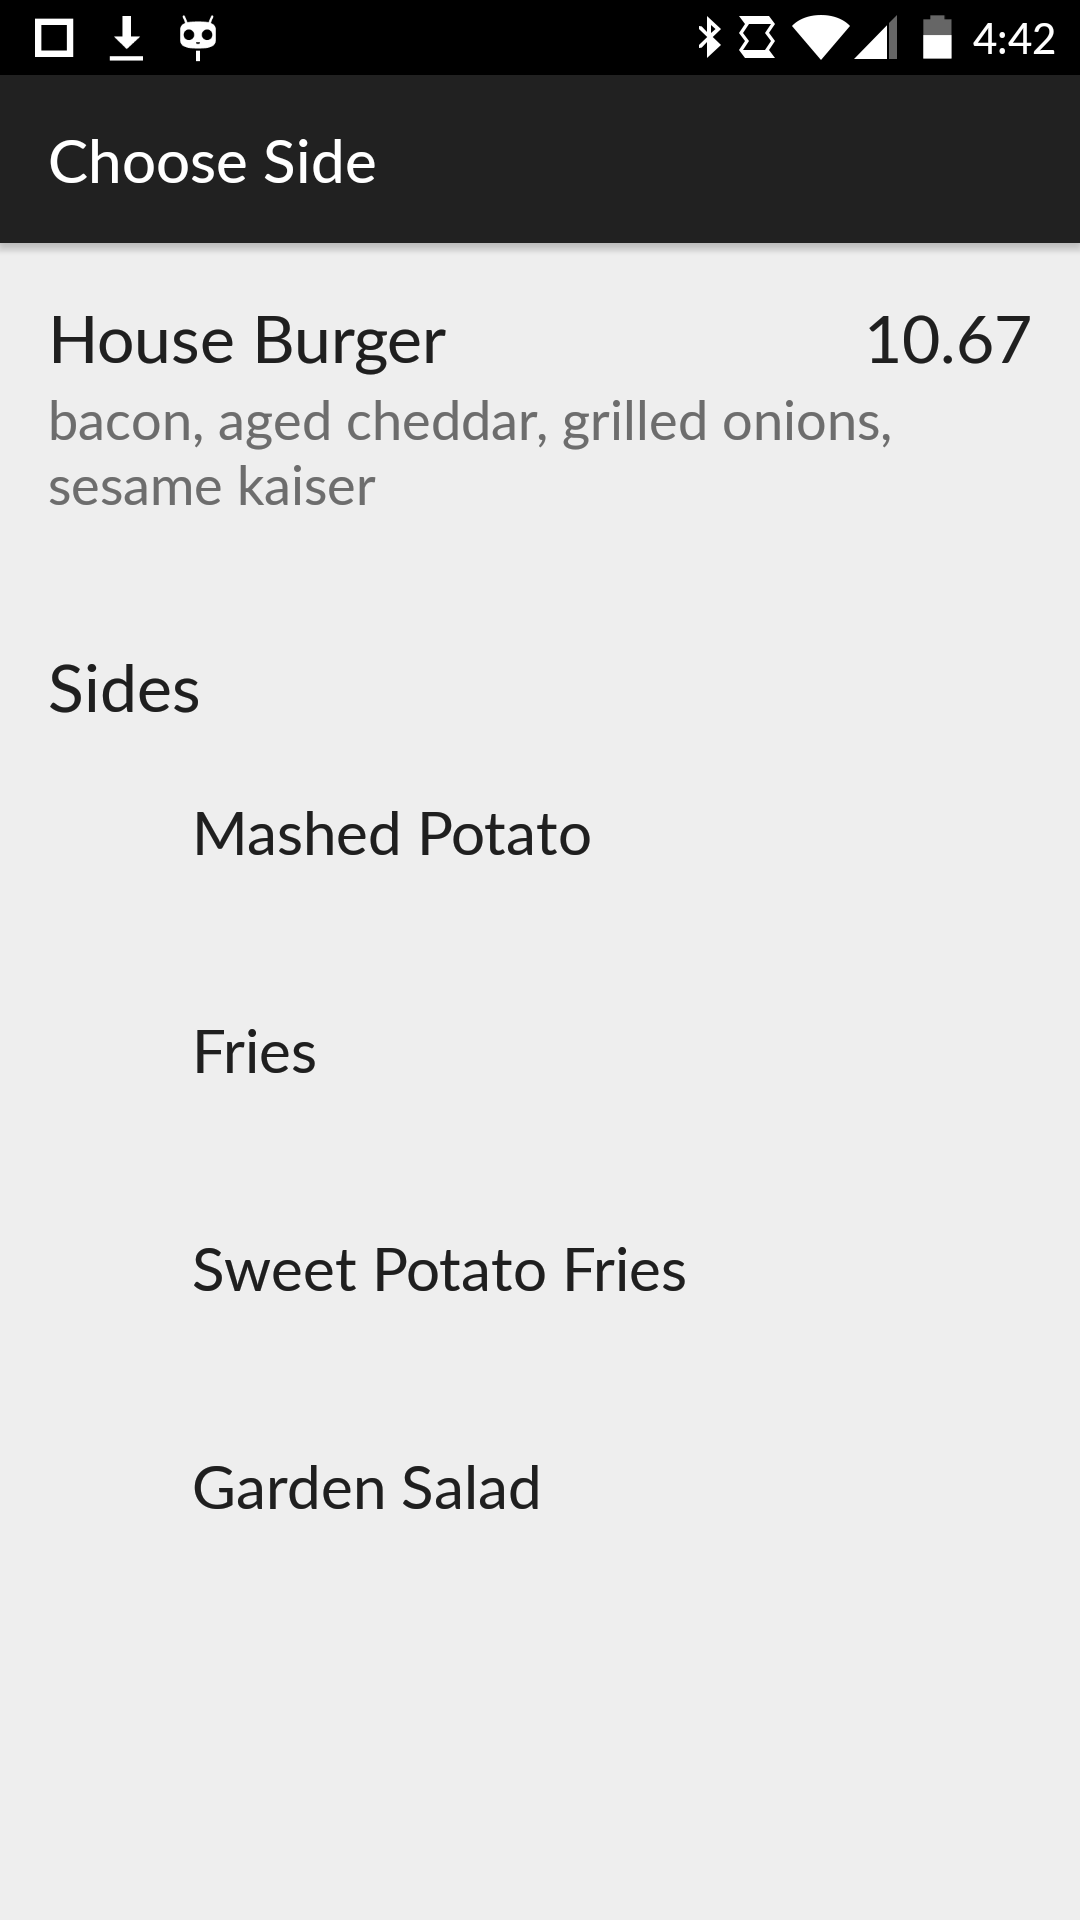 4:42
Choose Side
House Burger 10.67
bacon, aged cheddar, grilled onions,
sesame kaiser
Sides
Mashed Potato
Fries
Sweet Potato Fries
Garden Salad